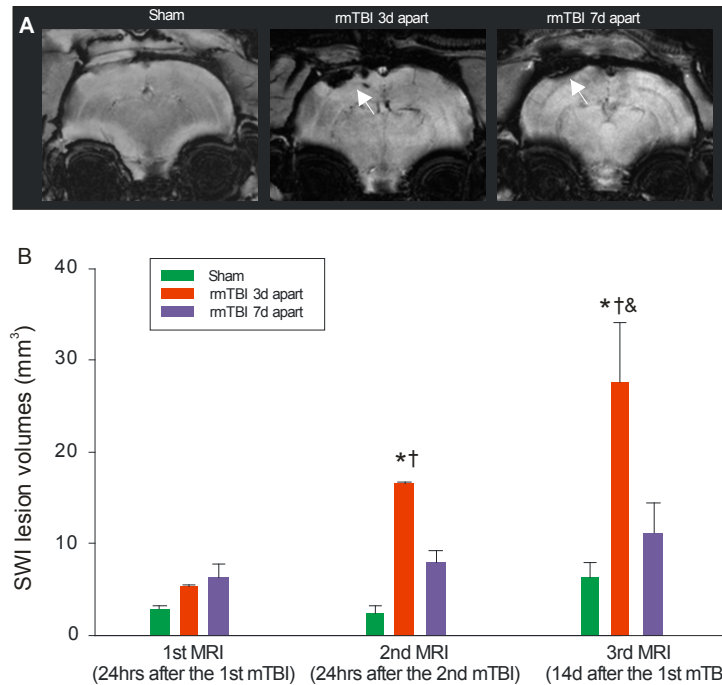 A
Sham
rmTBI 3d apart
rmTBI 7d apart
B
SWI lesion volumes (mm³)
40
30
20
10
0
Sham
rmTBI 3d apart
rmTBI 7d apart
*†
*†&
1st MRI
(24hrs after the 1st mTBI)
2nd MRI
(24hrs after the 2nd mTBI)
3rd MRI
(14d after the 1st mTB